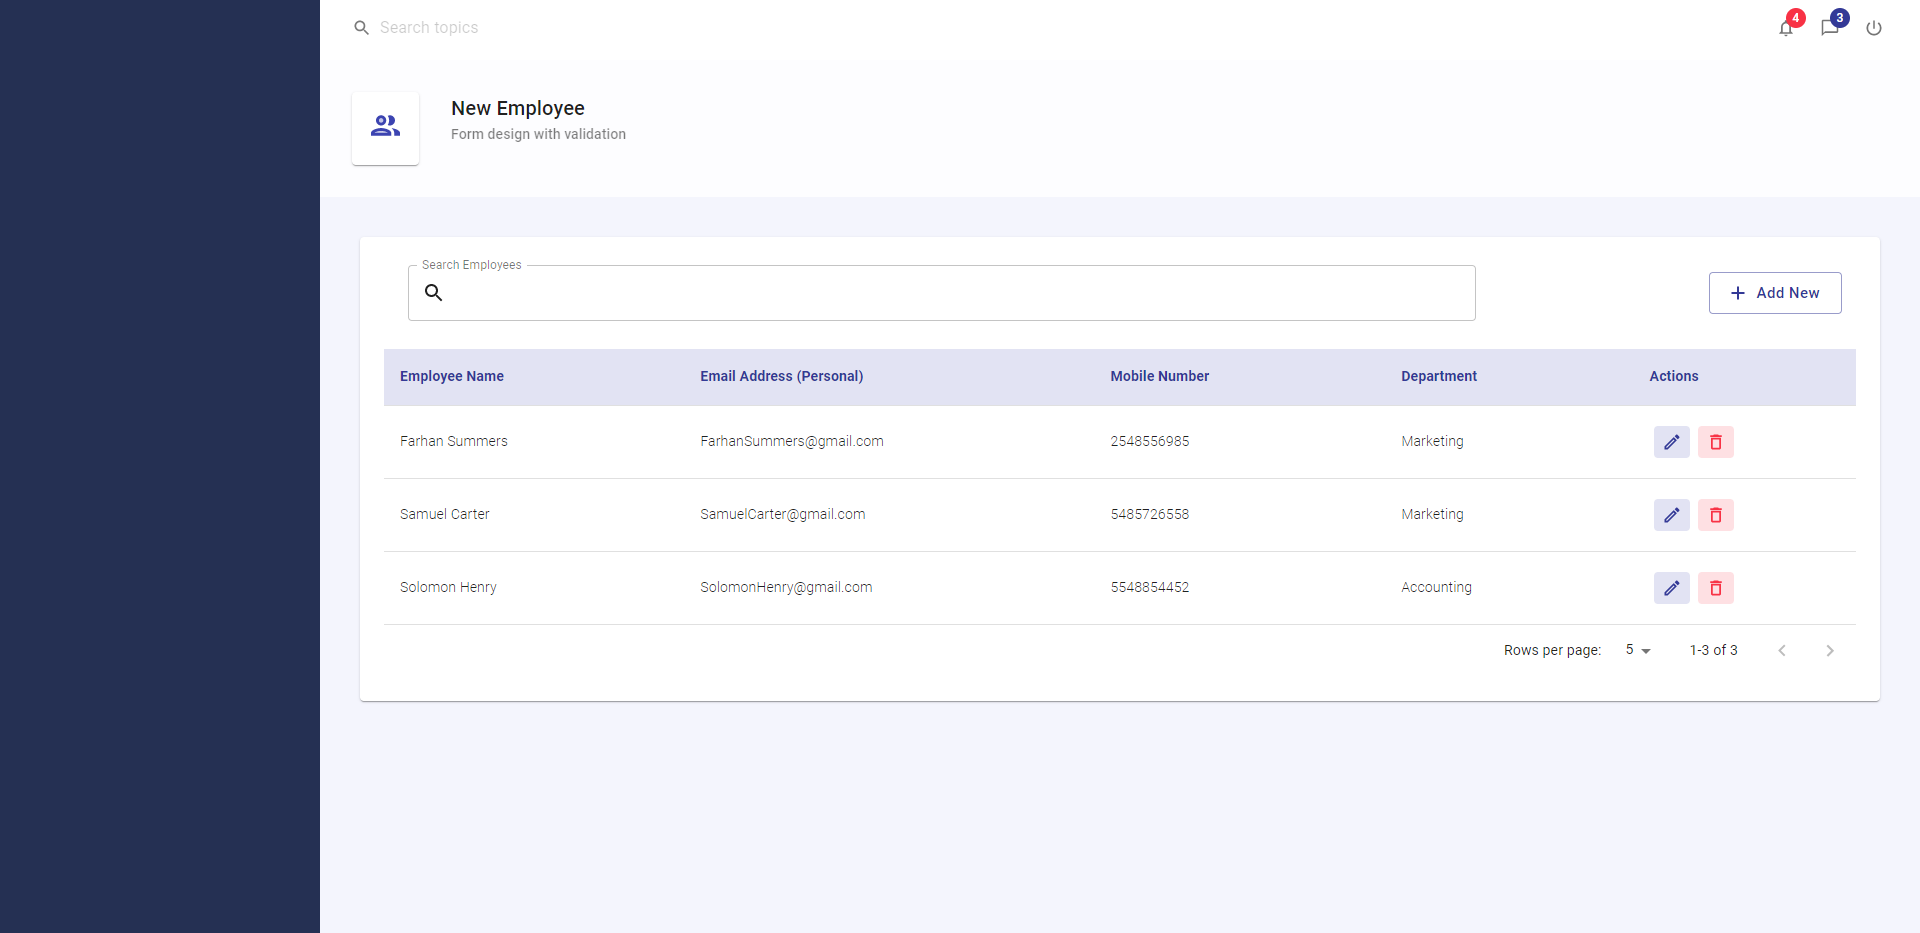 Search topics
4
3
New Employee
Form design with validation
Search Employees
Add New
Employee Name Email Address (Personal) Mobile Number Department Actions
Farhan Summers FarhanSummers@gmail.com 2548556985 Marketing
Samuel Carter SamuelCarter@gmail.com 5485726558 Marketing
Solomon Henry SolomonHenry@gmail.com 5548854452 Accounting
Rows per page: 5 1-3 of 3